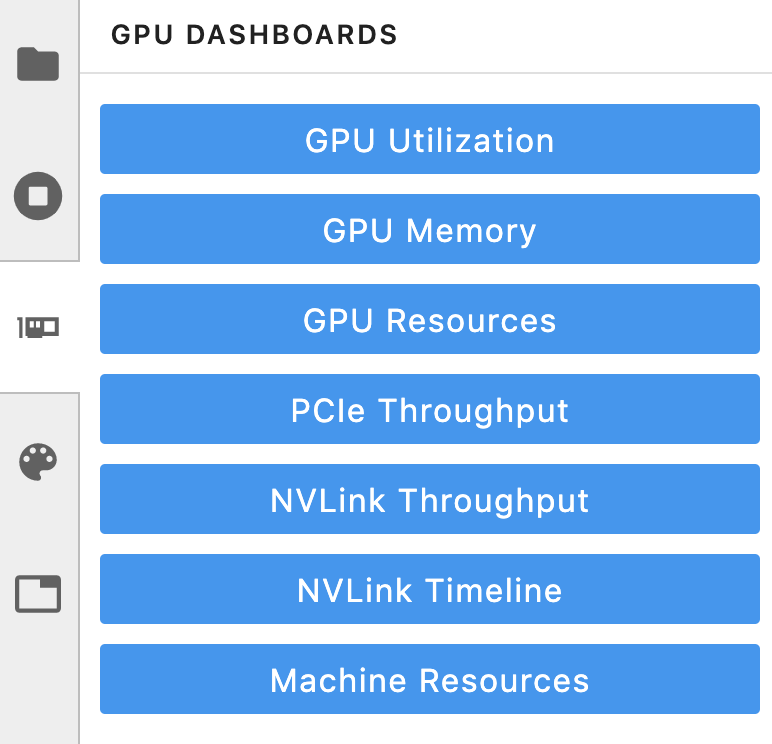 GPU DASHBOARDS
GPU Utilization
GPU Memory
GPU Resources
PCIe Throughput
NVLink Throughput
NVLink Timeline
Machine Resources